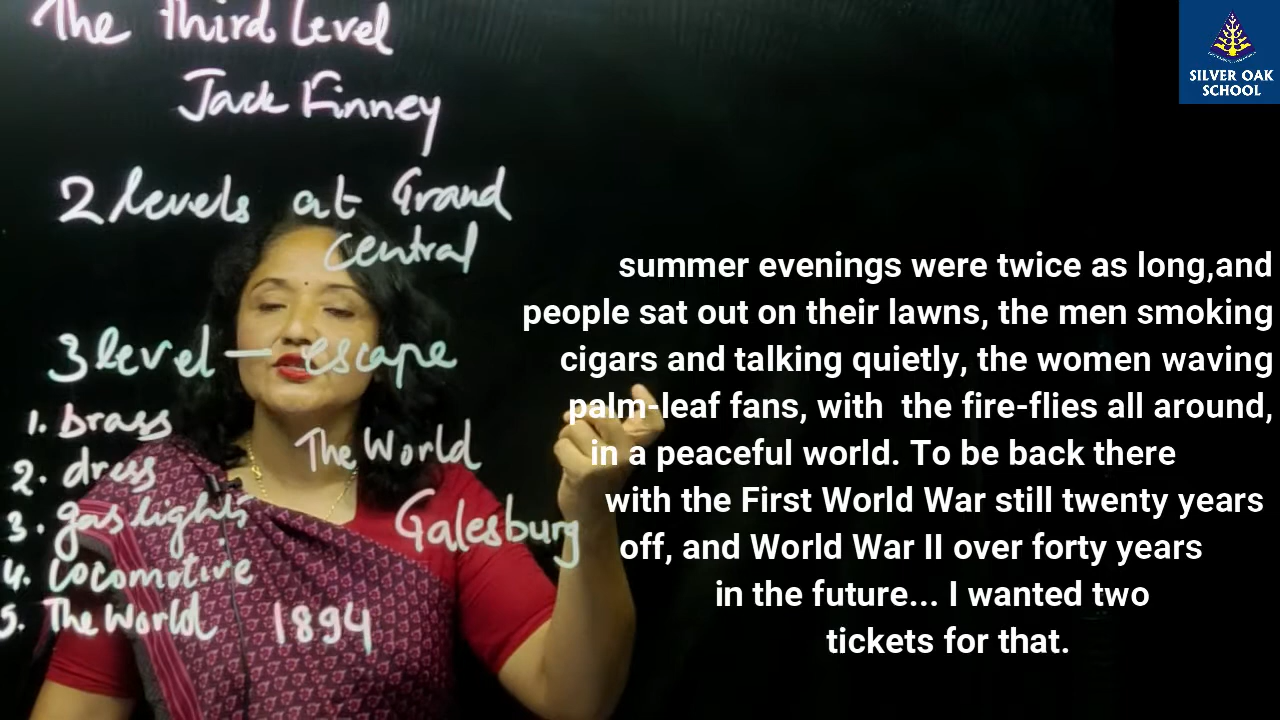 The third level
Jack Finney
2 levels at Grand
Central
3 level — escape
1. brass
2. dress
3. gas lights
4. locomotive
5. The World 1894
The World
Galesburg
SILVER OAK
SCHOOL
summer evenings were twice as long,and
people sat out on their lawns, the men smoking
cigars and talking quietly, the women waving
palm-leaf fans, with the fire-flies all around,
in a peaceful world. To be back there
with the First World War still twenty years
off, and World War II over forty years
in the future... I wanted two
tickets for that.